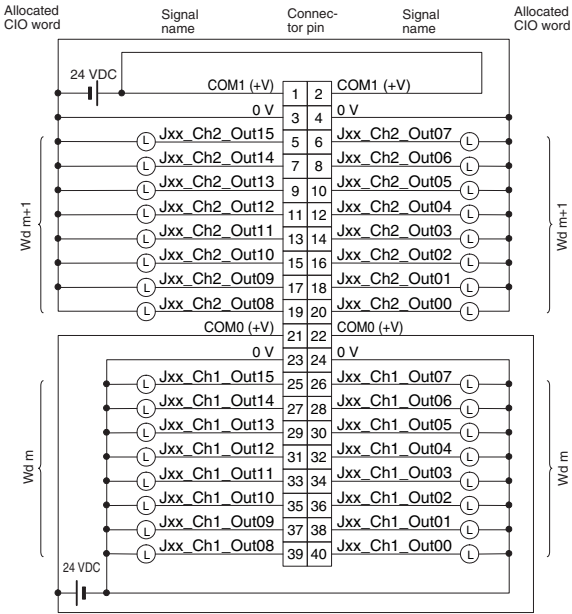 Allocated CIO word Signal name Connec- tor pin Signal name Allocated CIO word
24 VDC
COM1 (+V) 1 2 COM1 (+V)
0 V 3 4 0 V
L Jxx_Ch2_Out15 5 6 Jxx_Ch2_Out07 L
L Jxx_Ch2_Out14 7 8 Jxx_Ch2_Out06 L
L Jxx_Ch2_Out13 9 10 Jxx_Ch2_Out05 L
L Jxx_Ch2_Out12 11 12 Jxx_Ch2_Out04 L
Wd m+1 Wd m+1
L Jxx_Ch2_Out11 13 14 Jxx_Ch2_Out03 L
L Jxx_Ch2_Out10 15 16 Jxx_Ch2_Out02 L
L Jxx_Ch2_Out09 17 18 Jxx_Ch2_Out01 L
L Jxx_Ch2_Out08 19 20 Jxx_Ch2_Out00 L
COM0 (+V) 21 22 COM0 (+V)
0 V 23 24 0 V
L Jxx_Ch1_Out15 25 26 Jxx_Ch1_Out07 L
L Jxx_Ch1_Out14 27 28 Jxx_Ch1_Out06 L
L Jxx_Ch1_Out13 29 30 Jxx_Ch1_Out05 L
L Jxx_Ch1_Out12 31 32 Jxx_Ch1_Out04 L
Wd m Wd m
L Jxx_Ch1_Out11 33 34 Jxx_Ch1_Out03 L
L Jxx_Ch1_Out10 35 36 Jxx_Ch1_Out02 L
L Jxx_Ch1_Out09 37 38 Jxx_Ch1_Out01 L
L Jxx_Ch1_Out08 39 40 Jxx_Ch1_Out00 L
24 VDC